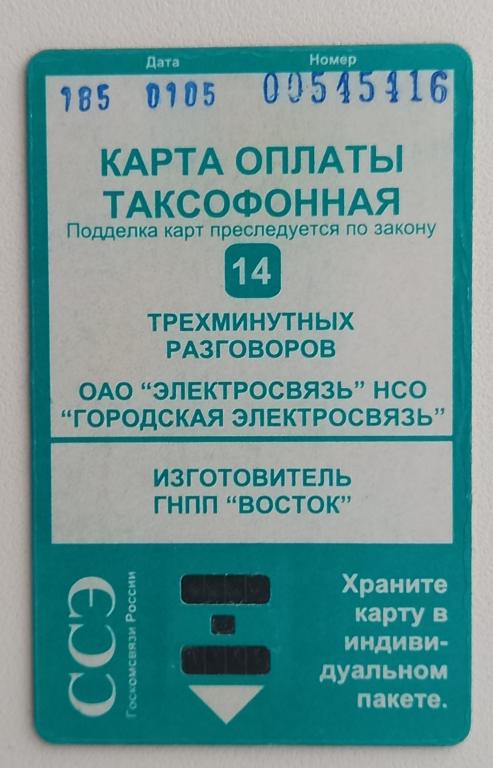 Дата Номер
185 0105 00545416
КАРТА ОПЛАТЫ
ТАКСОФОННАЯ
Подделка карт преследуется по закону
14
ТРЕХМИНУТНЫХ
РАЗГОВОРОВ
ОАО “ЭЛЕКТРОСВЯЗЬ” НСО
“ГОРОДСКАЯ ЭЛЕКТРОСВЯЗЬ”
ИЗГОТОВИТЕЛЬ
ГНПП “ВОСТОК”
ССЭ
Госкомсвязи России
Храните
карту в
индиви-
дуальном
пакете.